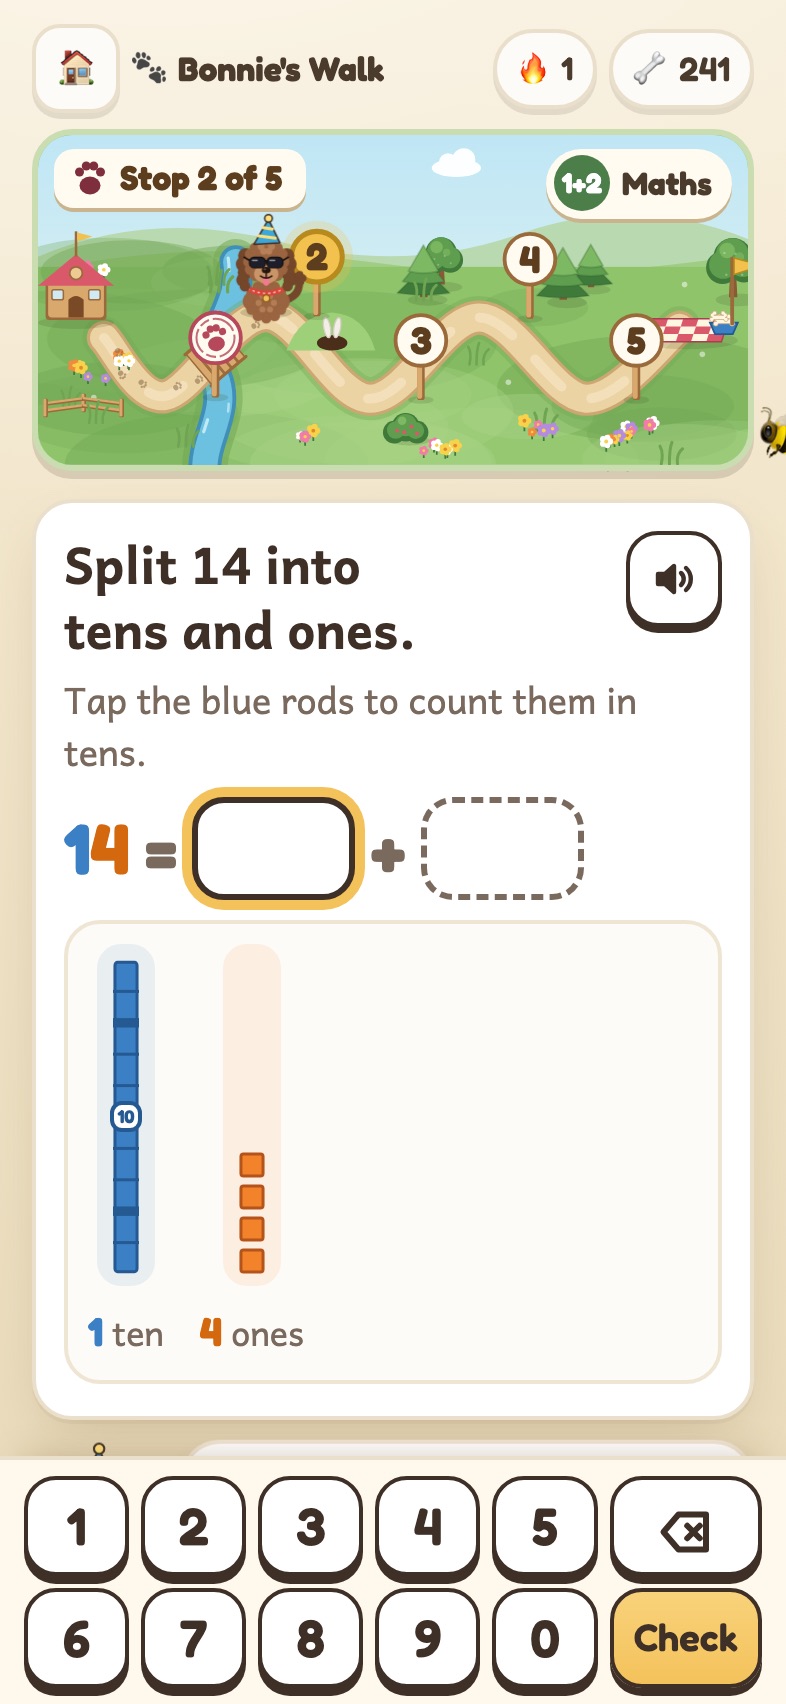 Bonnie's Walk
1
241
Stop 2 of 5
1+2 Maths
2
4
3
5
Split 14 into
tens and ones.
Tap the blue rods to count them in
tens.
14 = +
10
1 ten 4 ones
1 2 3 4 5
6 7 8 9 0 Check